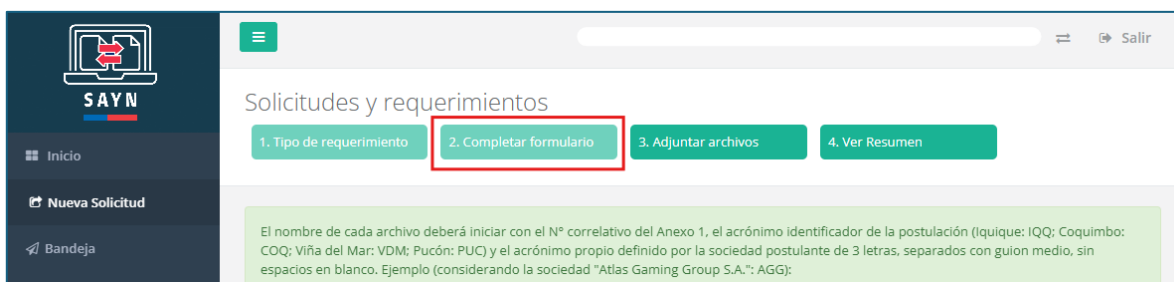 SAYN
Salir
Solicitudes y requerimientos
1. Tipo de requerimiento
2. Completar formulario
3. Adjuntar archivos
4. Ver Resumen
Inicio
Nueva Solicitud
Bandeja
El nombre de cada archivo deberá iniciar con el N° correlativo del Anexo 1, el acrónimo identificador de la postulación (Iquique: IQQ; Coquimbo:
COQ; Viña del Mar: VDM; Pucón: PUC) y el acrónimo propio definido por la sociedad postulante de 3 letras, separados con guion medio, sin
espacios en blanco. Ejemplo (considerando la sociedad "Atlas Gaming Group S.A.": AGG):